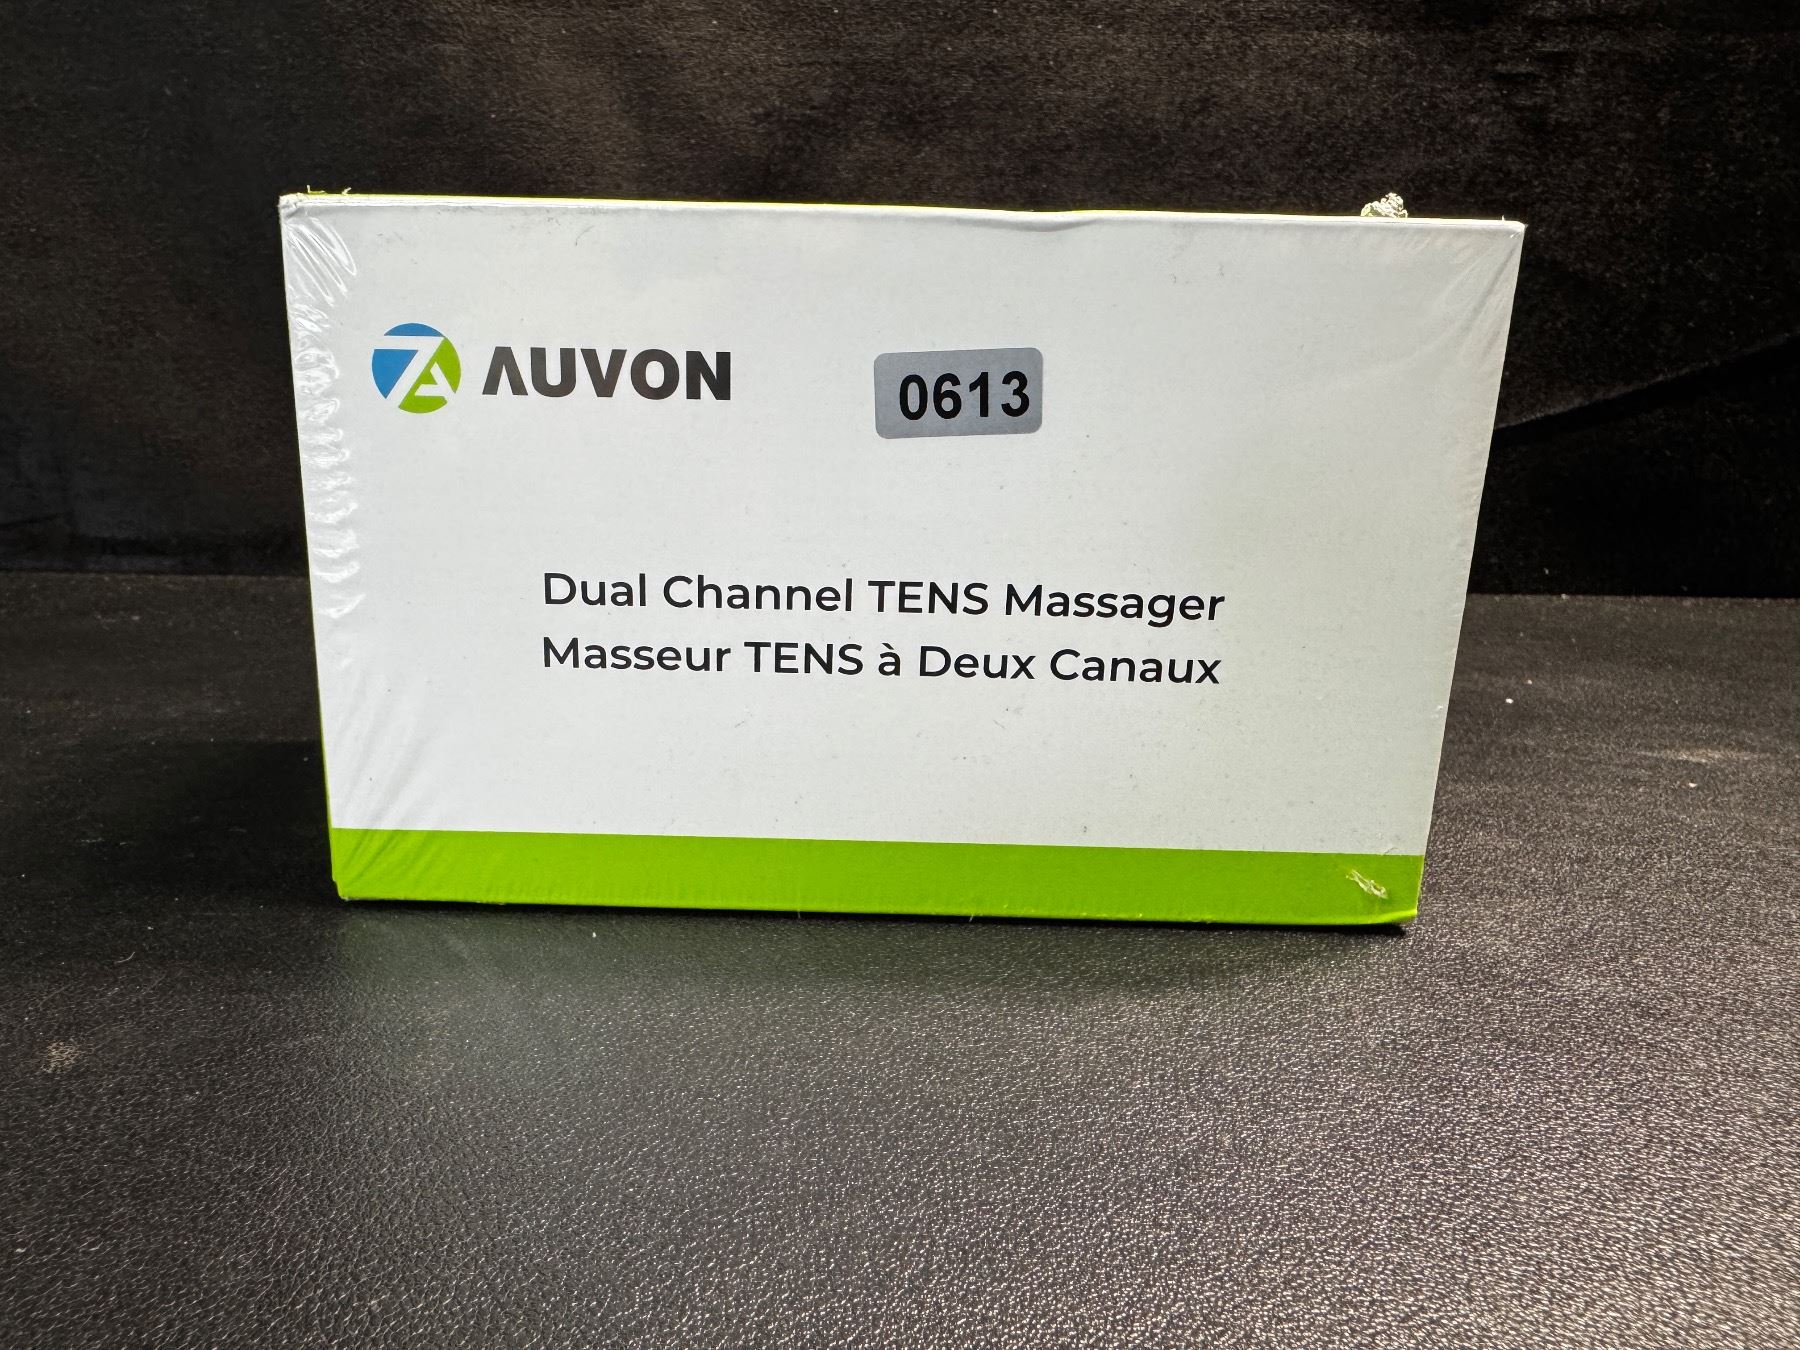 AUVON
0613
Dual Channel TENS Massager
Masseur TENS à Deux Canaux